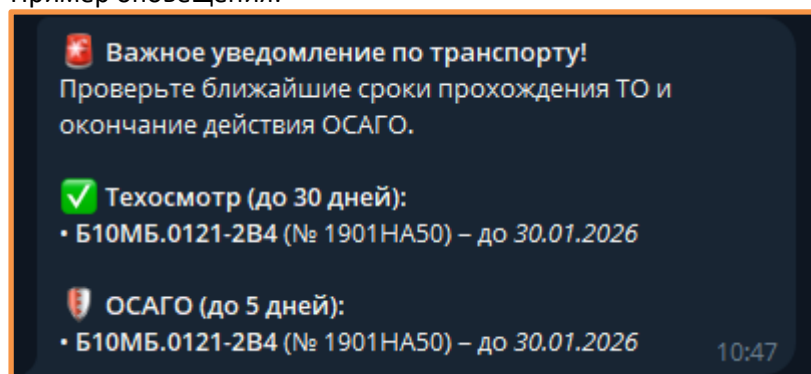 🚨 Важное уведомление по транспорту!
Проверьте ближайшие сроки прохождения ТО и
окончание действия ОСАГО.
✅ Техосмотр (до 30 дней):
• Б10МБ.0121-2В4 (№ 1901НА50) – до 30.01.2026
🛡 ОСАГО (до 5 дней):
• Б10МБ.0121-2В4 (№ 1901НА50) – до 30.01.2026
10:47